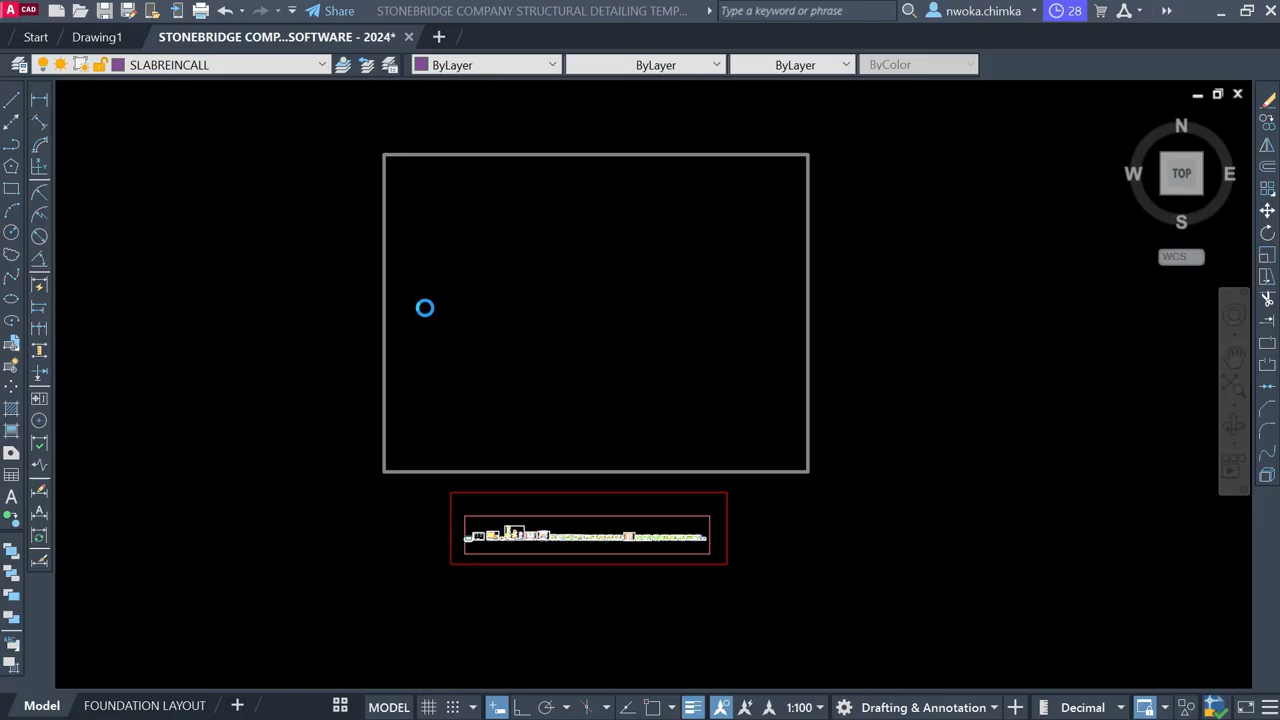 A CAD
Share
STONEBRIDGE COMPANY STRUCTURAL DETAILING TEMP...
Type a keyword or phrase
nwoka.chimka...
28
Start
Drawing1
STONEBRIDGE COMP...SOFTWARE - 2024*
SLABREINCALL
ByLayer
ByLayer
ByLayer
ByColor
N
W
TOP
E
S
WCS
A
A
ABC
Model
FOUNDATION LAYOUT
MODEL
1:100
Drafting & Annotation
Decimal